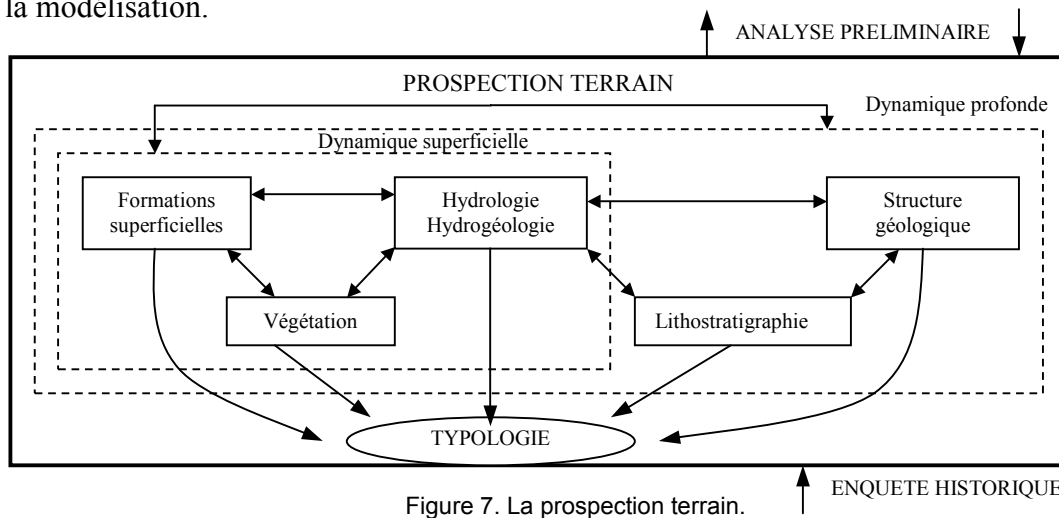 la modélisation.
ANALYSE PRELIMINAIRE
PROSPECTION TERRAIN
Dynamique profonde
Dynamique superficielle
Formations
superficielles
Hydrologie
Hydrogéologie
Structure
géologique
Végétation
Lithostratigraphie
TYPOLOGIE
ENQUETE HISTORIQUE
Figure 7. La prospection terrain.